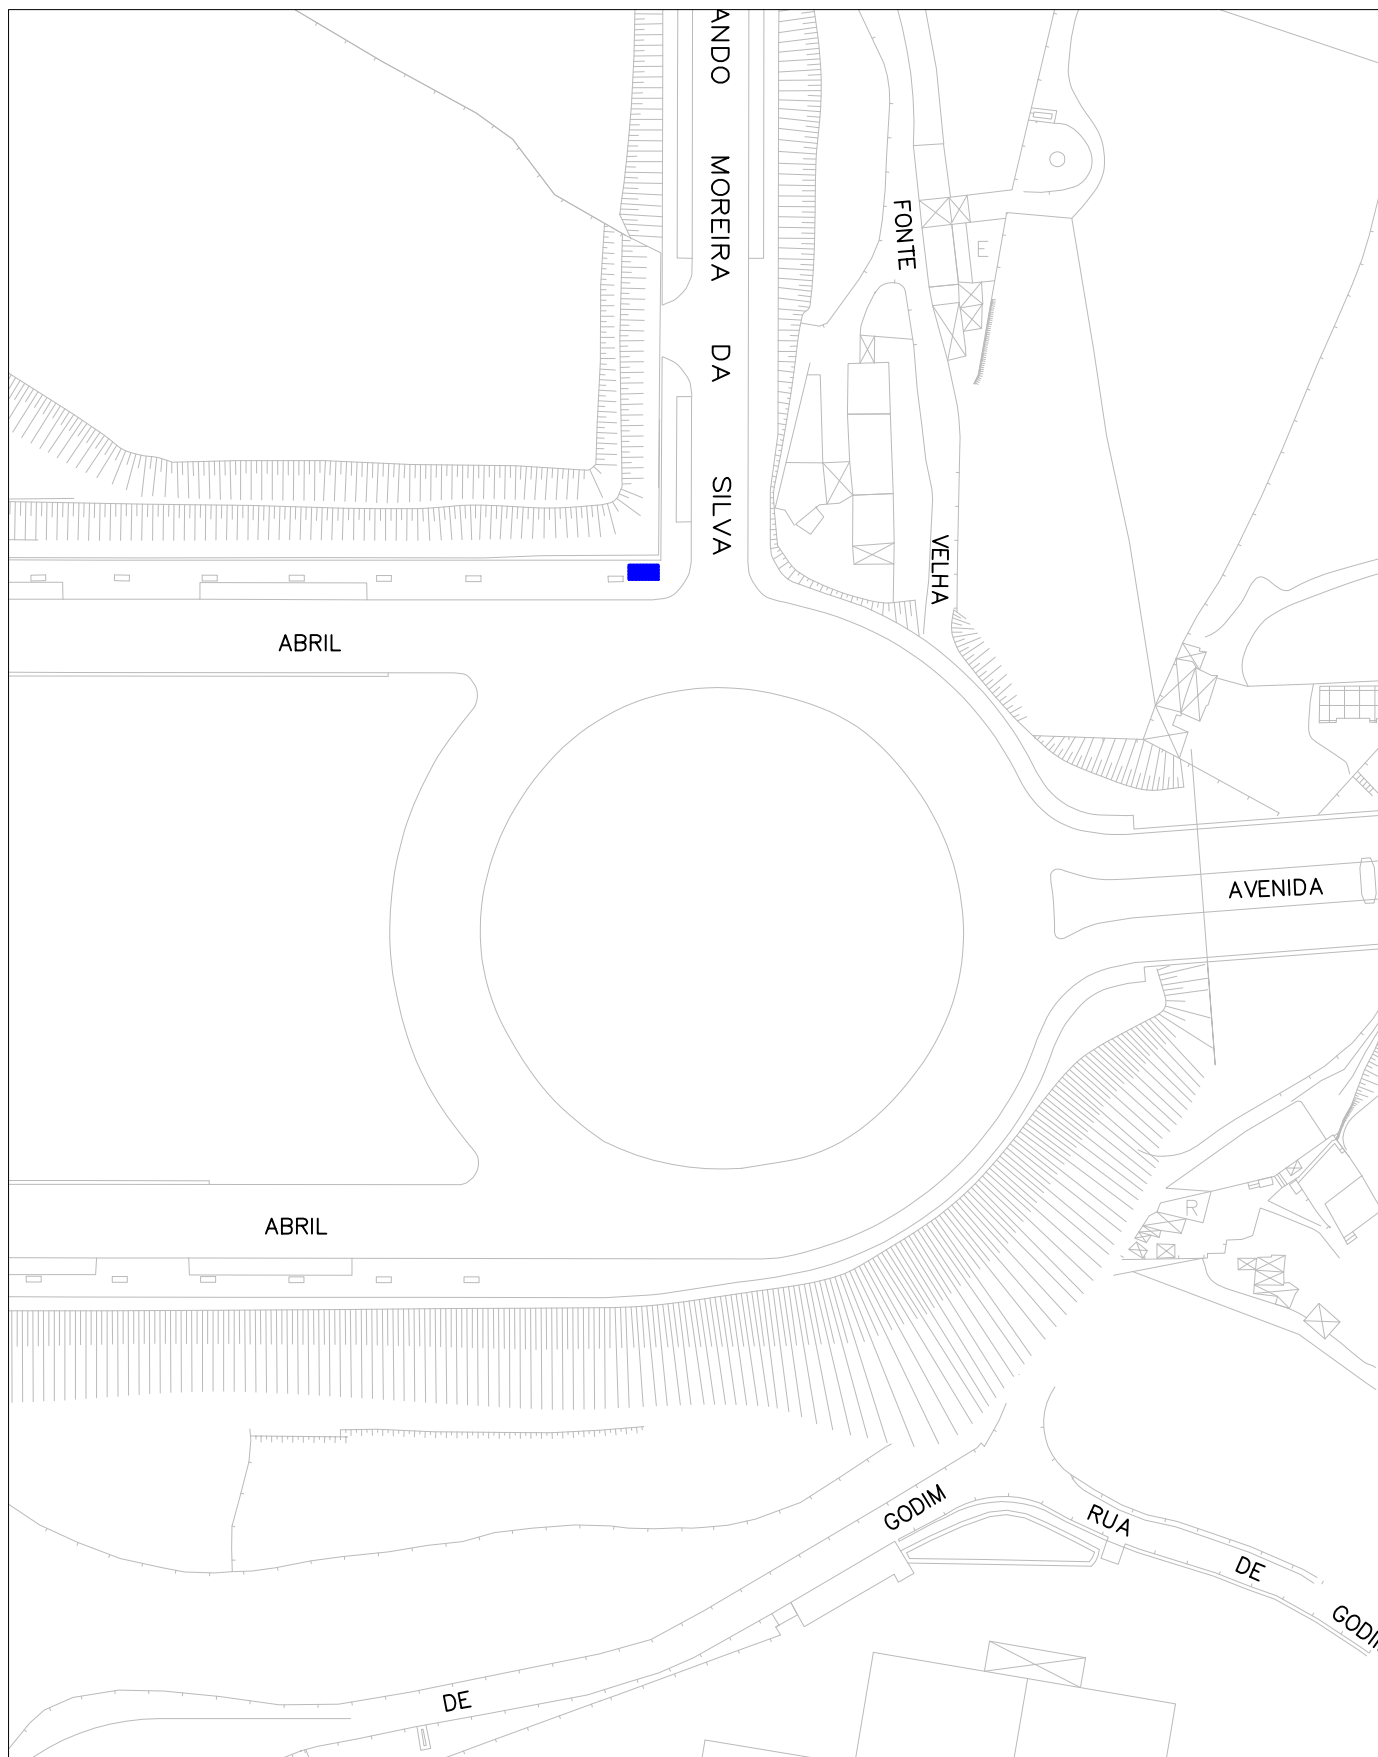 ANDO MOREIRA DA SILVA
FONTE
VELHA
E
ABRIL
AVENIDA
ABRIL
R
GODIM
RUA DE
DE